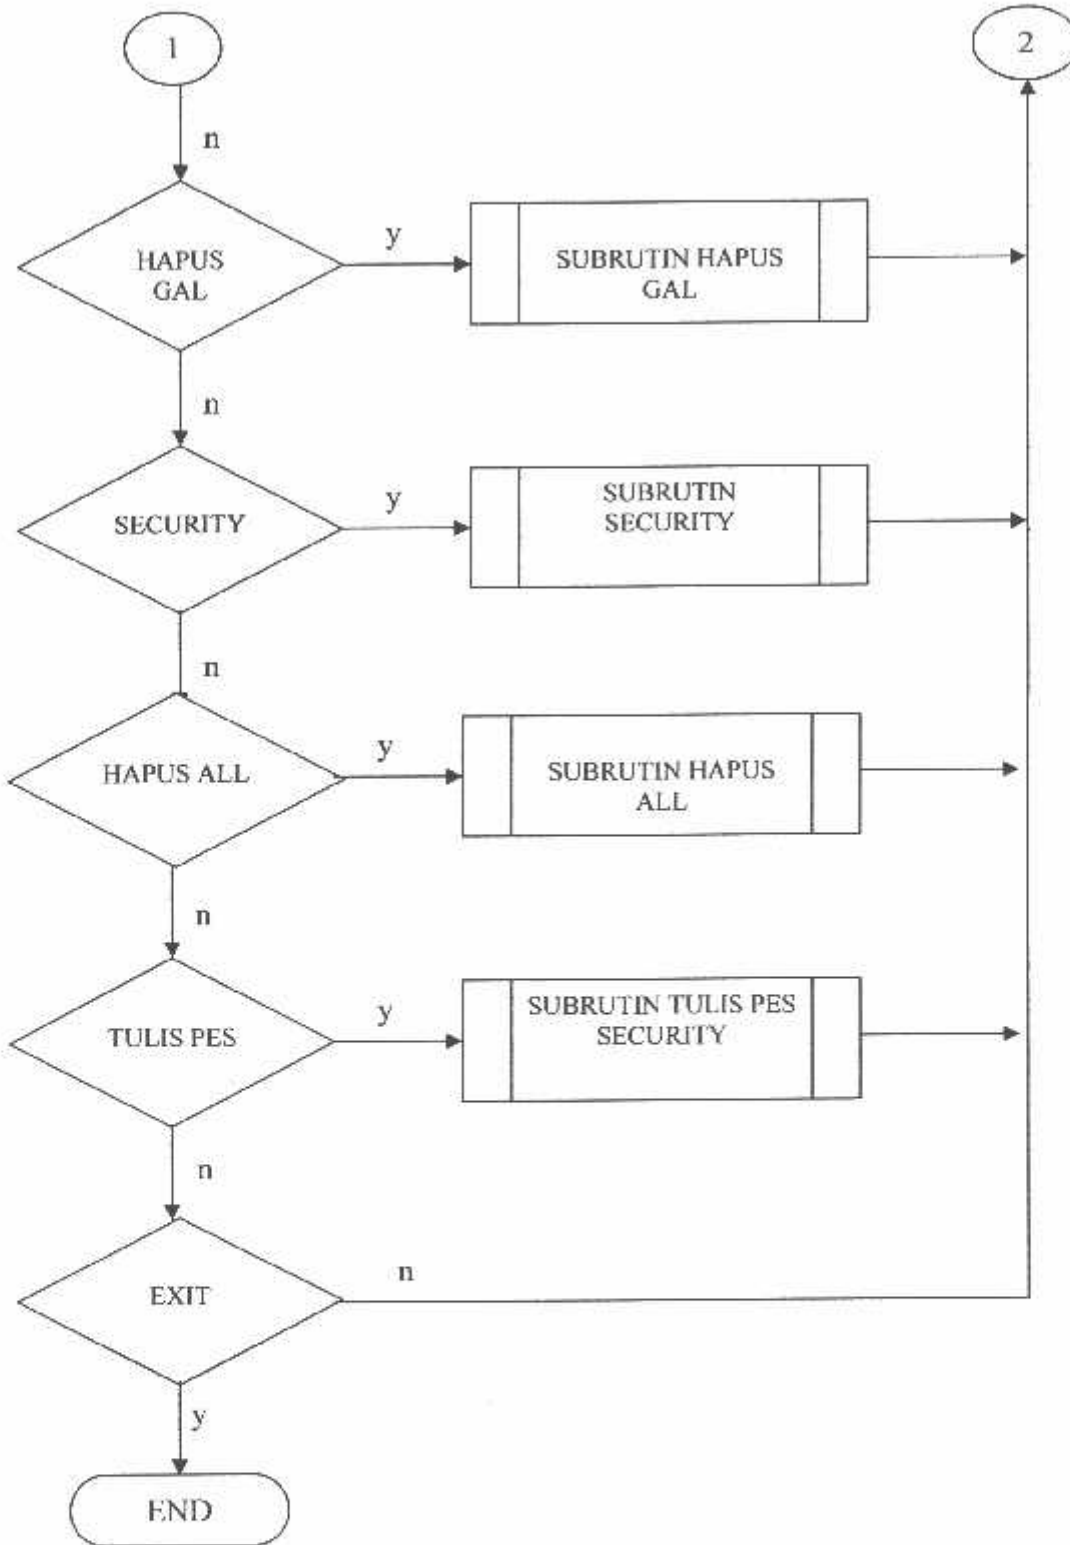 1
2
n
HAPUS
GAL
y
SUBRUTIN HAPUS
GAL
n
SECURITY
y
SUBRUTIN
SECURITY
n
HAPUS ALL
y
SUBRUTIN HAPUS
ALL
n
TULIS PES
y
SUBRUTIN TULIS PES
SECURITY
n
EXIT
n
y
END